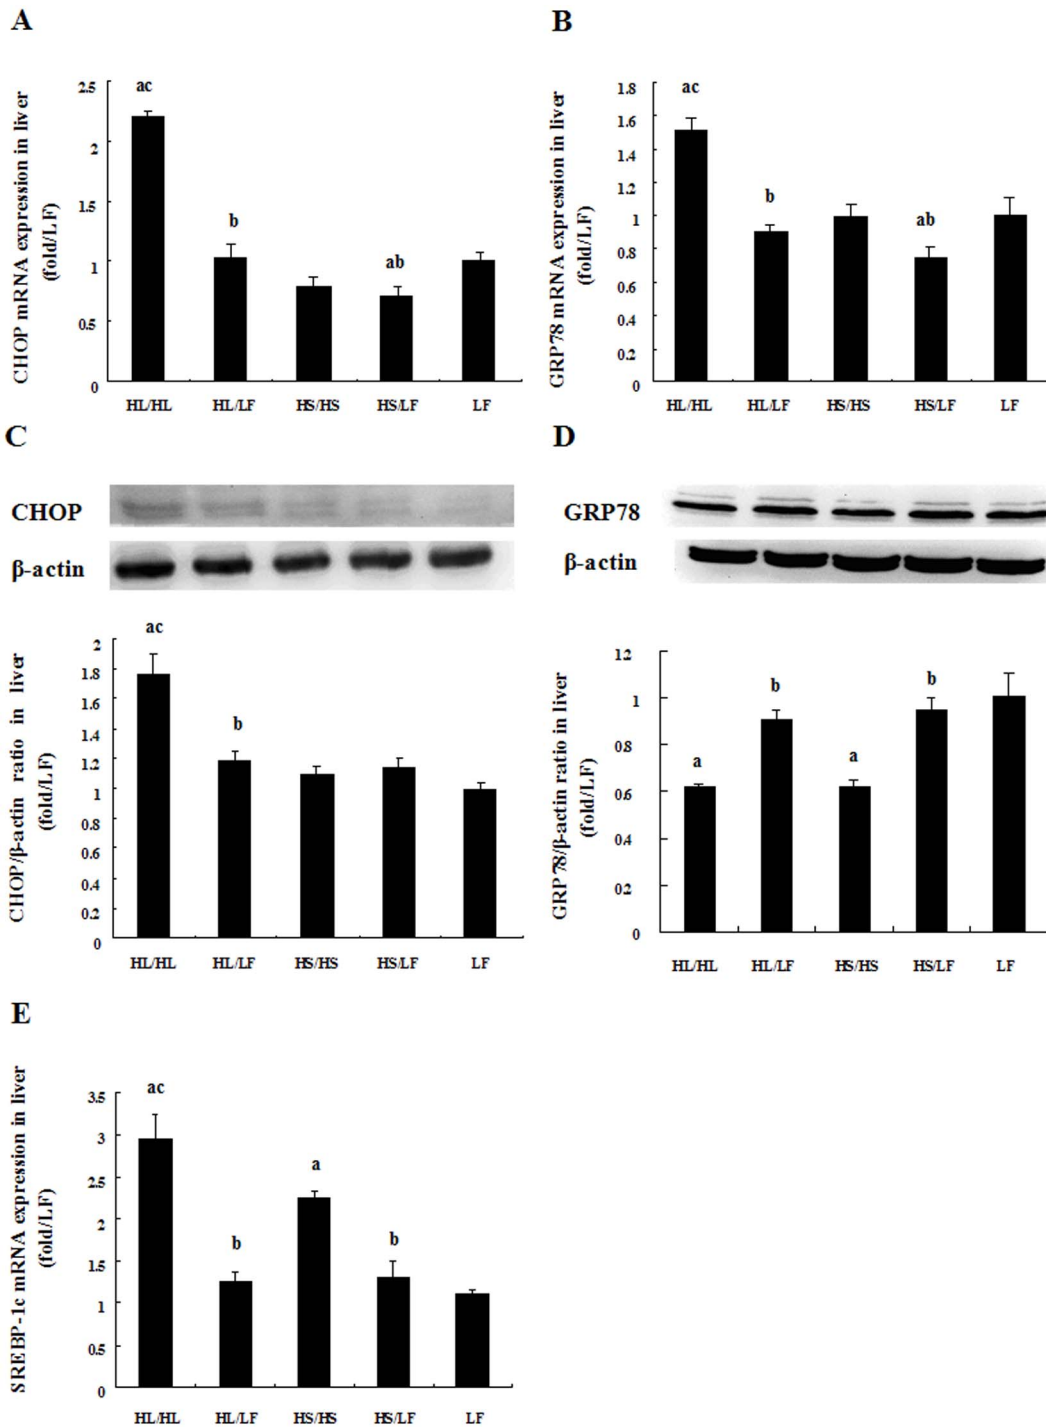 A
CHOP mRNA expression in liver
(fold/LF)
2.5
2
1.5
1
0.5
0
ac
b
ab
HL/HL HL/LF HS/HS HS/LF LF
B
GRP78 mRNA expression in liver
(fold/LF)
1.8
1.6
1.4
1.2
1
0.8
0.6
0.4
0.2
0
ac
b
ab
HL/HL HL/LF HS/HS HS/LF LF
C
CHOP
β-actin
CHOP/β-actin ratio in liver
(fold/LF)
2
1.8
1.6
1.4
1.2
1
0.8
0.6
0.4
0.2
0
ac
b
HL/HL HL/LF HS/HS HS/LF LF
D
GRP78
β-actin
GRP78/β-actin ratio in liver
(fold/LF)
1.2
1
0.8
0.6
0.4
0.2
0
a
b
a
b
HL/HL HL/LF HS/HS HS/LF LF
E
SREBP-1c mRNA expression in liver
(fold/LF)
3.5
3
2.5
2
1.5
1
0.5
0
ac
b
a
b
HL/HL HL/LF HS/HS HS/LF LF